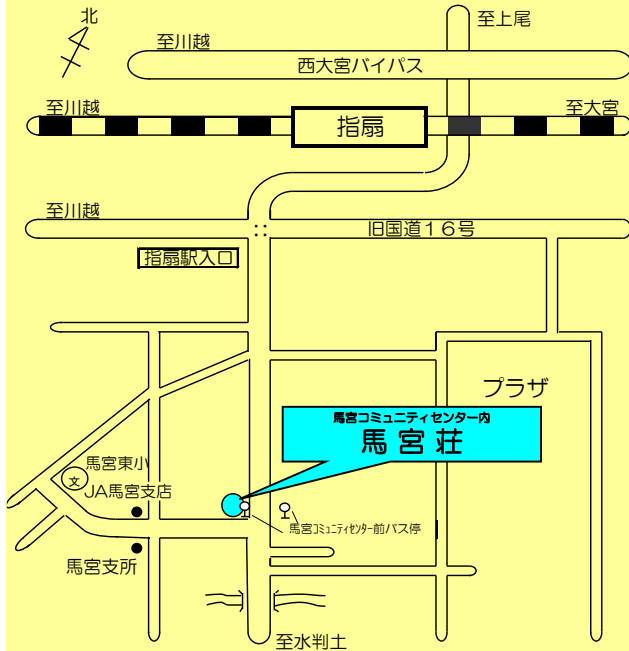 北
至上尾
至川越
西大宮バイパス
至川越
指扇
至大宮
至川越
旧国道１６号
指扇駅入口
プラザ
馬宮コミュニティセンター内
馬宮荘
馬宮東小
文
JA馬宮支店
馬宮コミュニティセンター前バス停
馬宮支所
至水判土